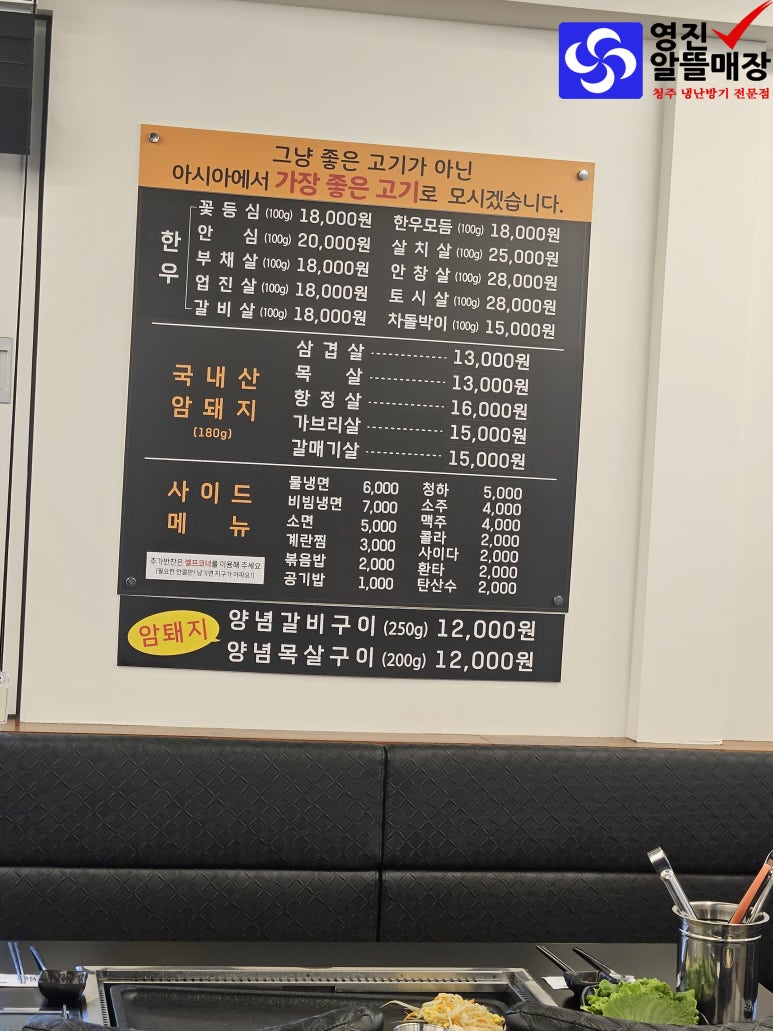 영진
알뜰매장
청주 냉난방기 전문점
그냥 좋은 고기가 아닌
아시아에서 가장 좋은 고기로 모시겠습니다.
한우
꽃등심 (100g) 18,000원
안심 (100g) 20,000원
부채살 (100g) 18,000원
업진살 (100g) 18,000원
갈비살 (100g) 18,000원
한우모듬 (100g) 18,000원
살치살 (100g) 25,000원
안창살 (100g) 28,000원
토시살 (100g) 28,000원
차돌박이 (100g) 15,000원
국내산
암돼지
(180g)
삼겹살 13,000원
목살 13,000원
항정살 16,000원
가브리살 15,000원
갈매기살 15,000원
사이드
메뉴
물냉면 6,000
비빔냉면 7,000
소면 5,000
계란찜 3,000
볶음밥 2,000
공기밥 1,000
청하 5,000
소주 4,000
맥주 4,000
콜라 2,000
사이다 2,000
환타 2,000
탄산수 2,000
추가반찬은 셀프코너를 이용해 주세요
(필요한 만큼만! 남기면 지구가 아파요!)
암돼지
양념갈비구이 (250g) 12,000원
양념목살구이 (200g) 12,000원